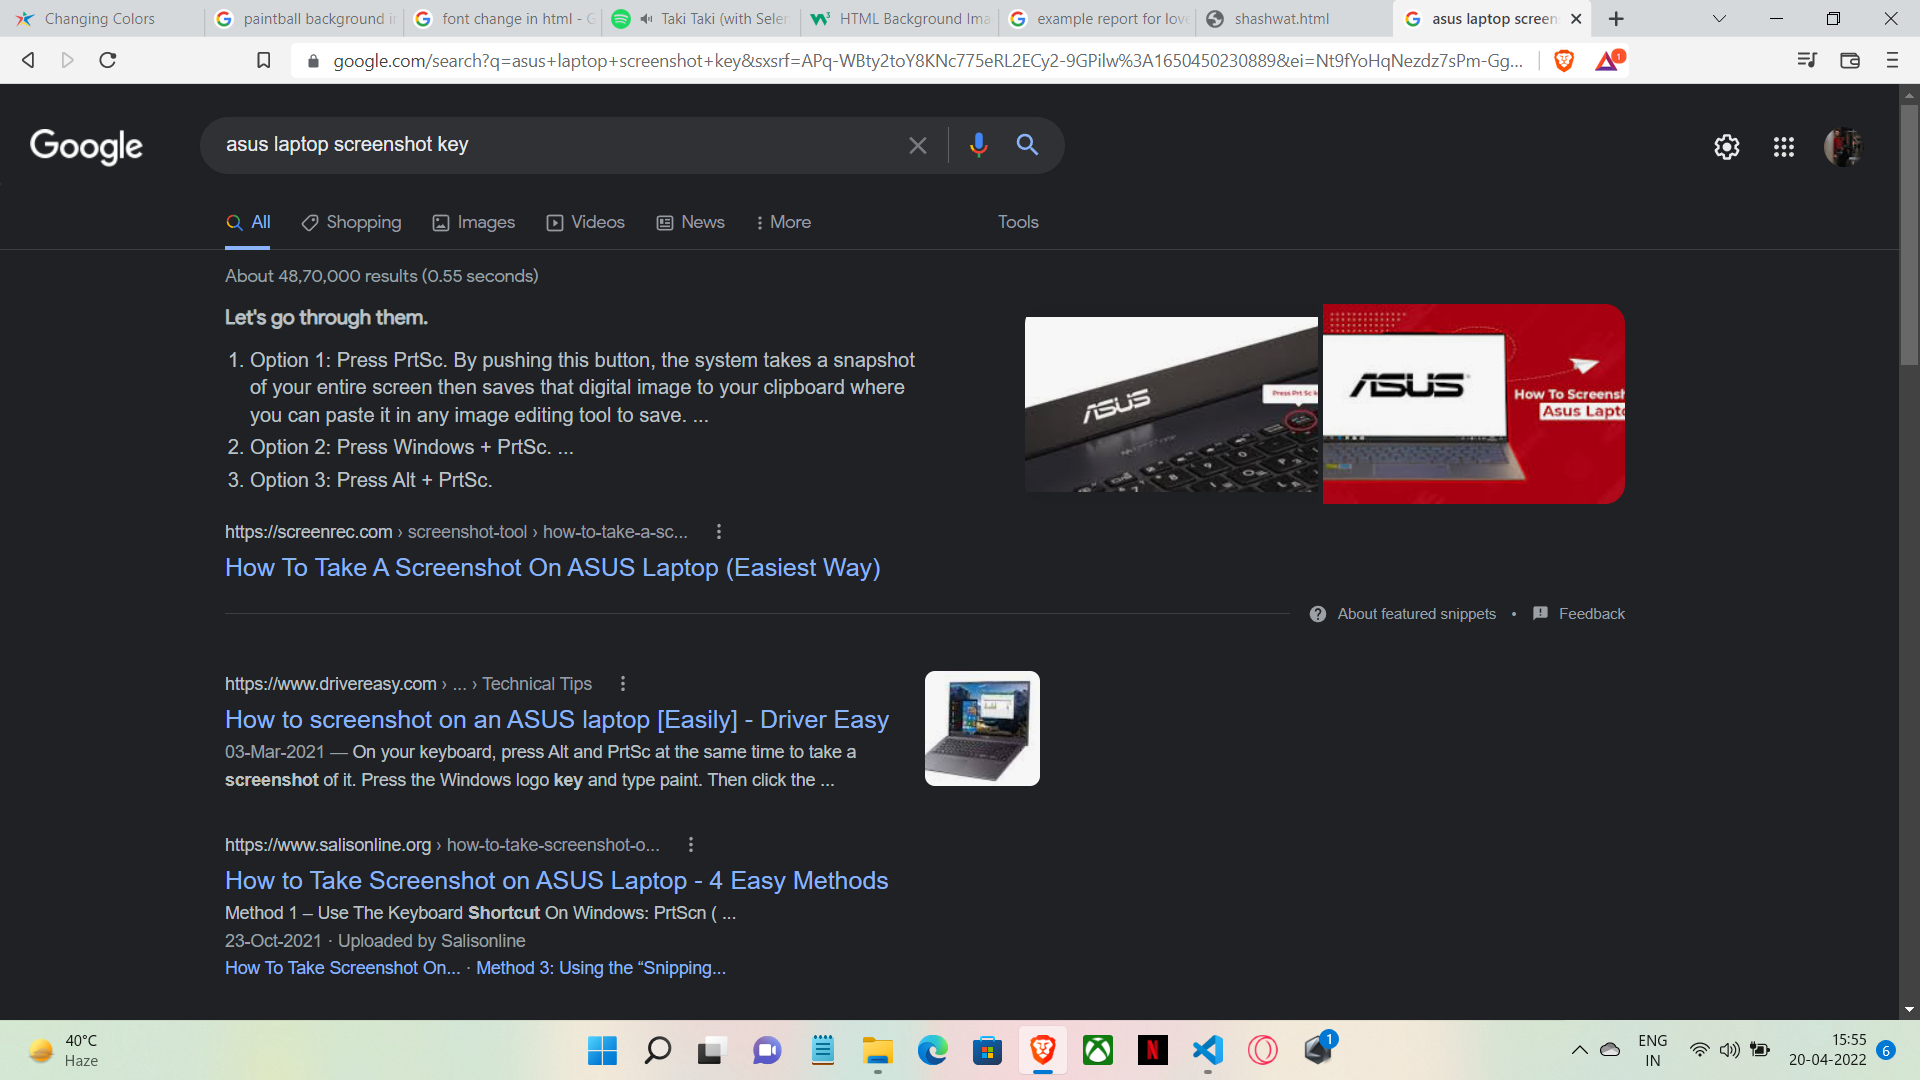 Changing Colors
paintball background in
font change in html - G
Taki Taki (with Selen
HTML Background Ima
example report for love
shashwat.html
asus laptop screen
google.com/search?q=asus+laptop+screenshot+key&sxsrf=APq-WBty2toY8KNc775eRL2ECy2-9GPilw%3A1650450230889&ei=Nt9fYoHqNezdz7sPm-Gg...
1
Google
asus laptop screenshot key
All
Shopping
Images
Videos
News
More
Tools
About 48,70,000 results (0.55 seconds)
Let's go through them.
1. Option 1: Press PrtSc. By pushing this button, the system takes a snapshot
of your entire screen then saves that digital image to your clipboard where
you can paste it in any image editing tool to save. ...
2. Option 2: Press Windows + PrtSc. ...
3. Option 3: Press Alt + PrtSc.
ASUS
Press Prt Sc
ASUS
How To Screensh
Asus Lapto
https://screenrec.com › screenshot-tool › how-to-take-a-sc...
How To Take A Screenshot On ASUS Laptop (Easiest Way)
About featured snippets • Feedback
https://www.drivereasy.com › ... › Technical Tips
How to screenshot on an ASUS laptop [Easily] - Driver Easy
03-Mar-2021 — On your keyboard, press Alt and PrtSc at the same time to take a
screenshot of it. Press the Windows logo key and type paint. Then click the ...
https://www.salisonline.org › how-to-take-screenshot-o...
How to Take Screenshot on ASUS Laptop - 4 Easy Methods
Method 1 – Use The Keyboard Shortcut On Windows: PrtScn ( ...
23-Oct-2021 · Uploaded by Salisonline
How To Take Screenshot On... · Method 3: Using the “Snipping...
40°C
Haze
1
ENG
IN
15:55
20-04-2022
6